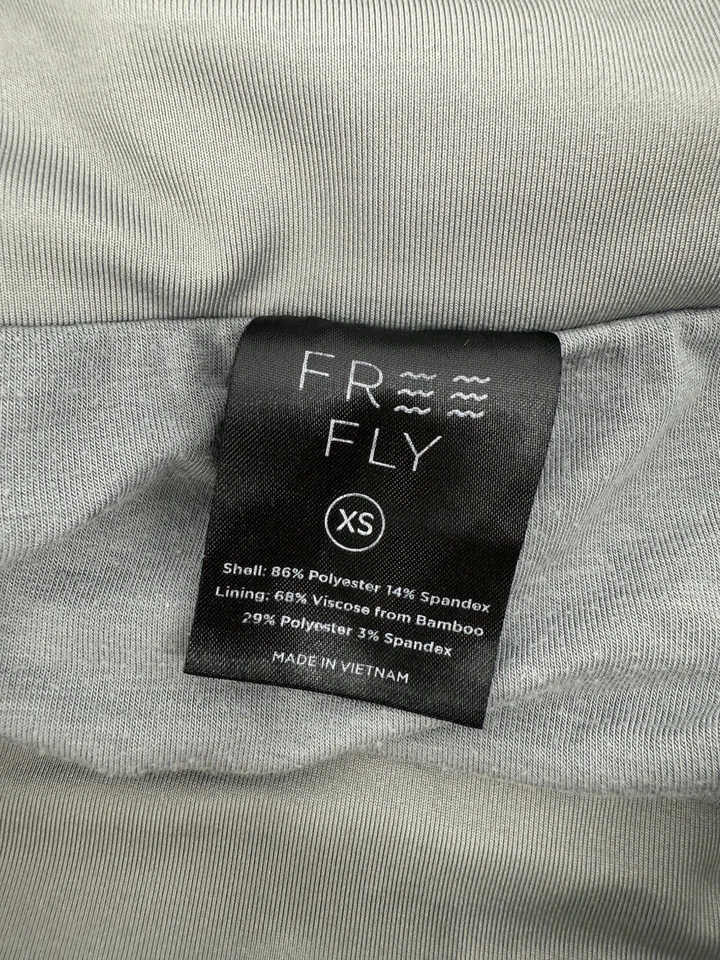 FREE
FLY
XS
Shell: 86% Polyester 14% Spandex
Lining: 68% Viscose from Bamboo
29% Polyester 3% Spandex
MADE IN VIETNAM